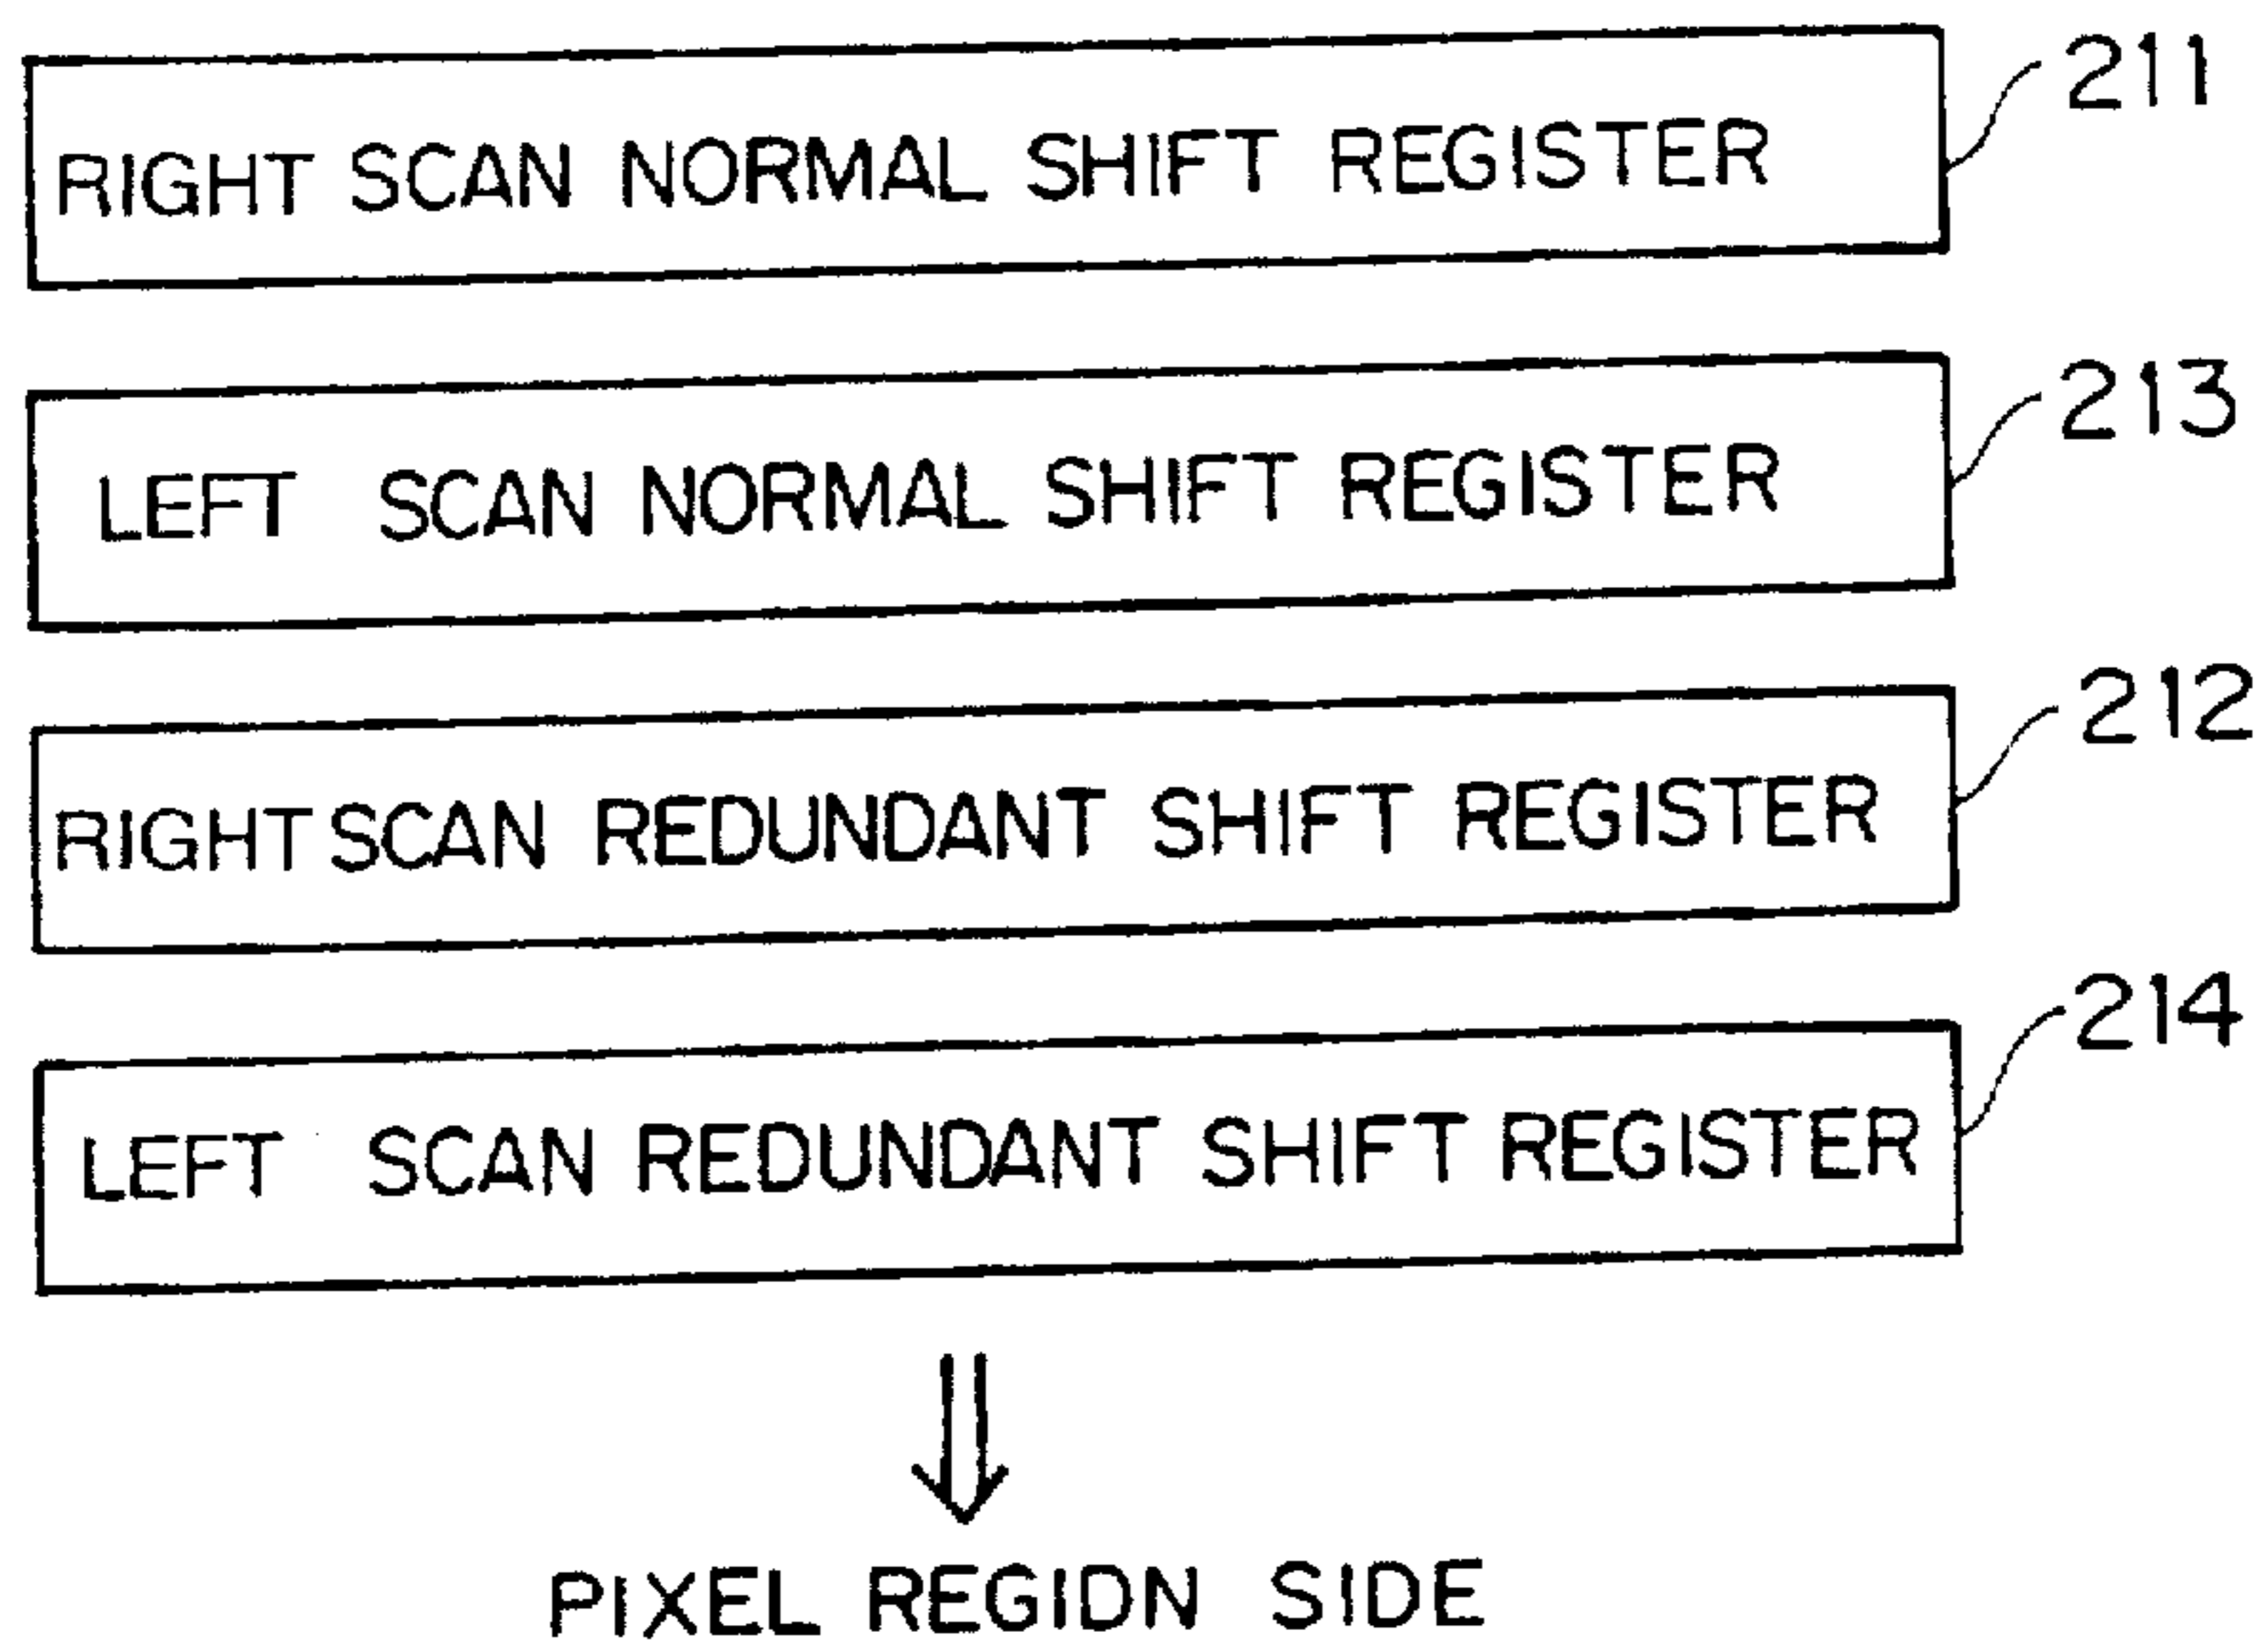 RIGHT SCAN NORMAL SHIFT REGISTER 211
LEFT SCAN NORMAL SHIFT REGISTER 213
RIGHT SCAN REDUNDANT SHIFT REGISTER 212
LEFT SCAN REDUNDANT SHIFT REGISTER 214
PIXEL REGION SIDE